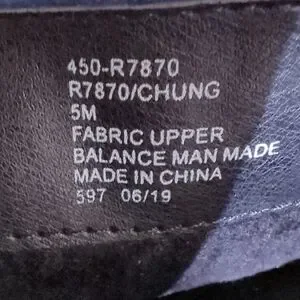 450-R7870
R7870/CHUNG
5M
FABRIC UPPER
BALANCE MAN MADE
MADE IN CHINA
597 06/19